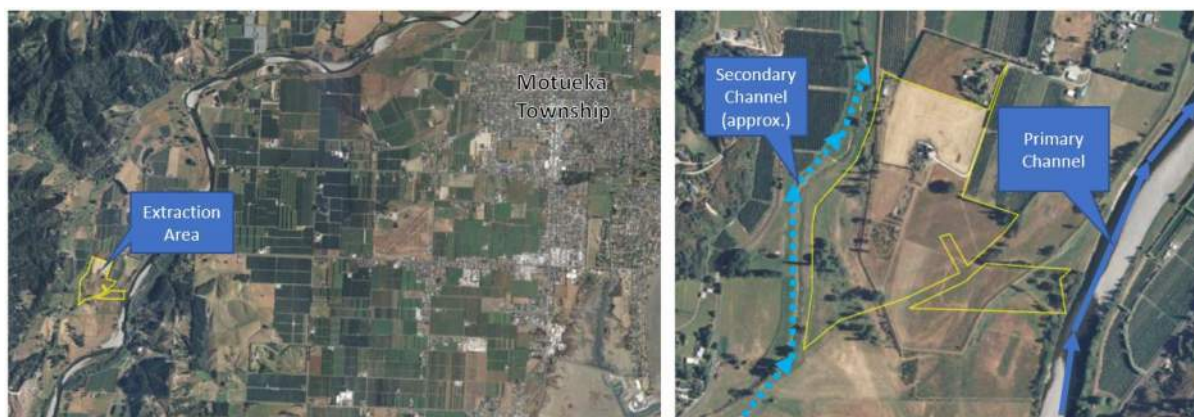 Motueka
Township
Extraction
Area
Secondary
Channel
(approx.)
Primary
Channel